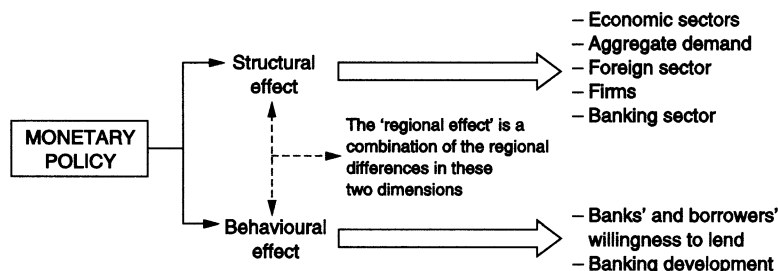 MONETARY
POLICY
Structural
effect
– Economic sectors
– Aggregate demand
– Foreign sector
– Firms
– Banking sector
The ‘regional effect’ is a
combination of the regional
differences in these
two dimensions
Behavioural
effect
– Banks’ and borrowers’
willingness to lend
– Banking development